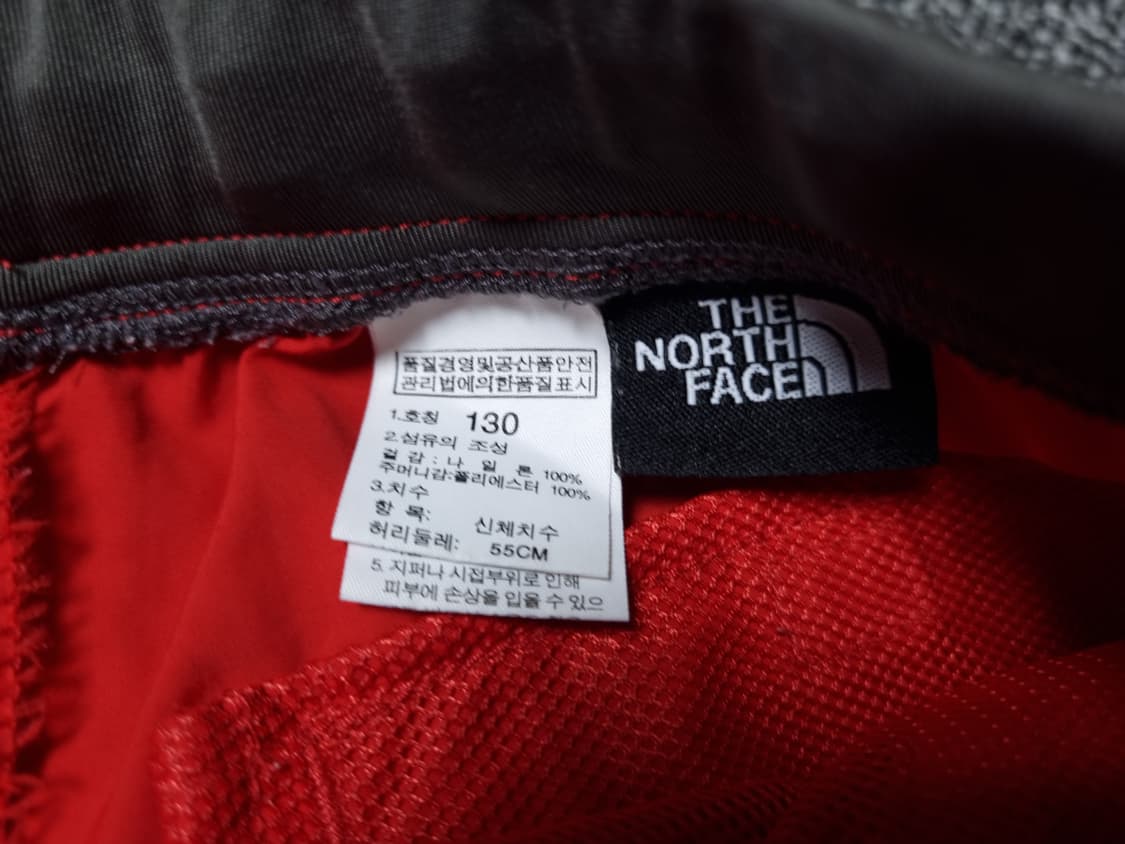 품질경영및공산품안전
관리법에의한품질표시
1.호칭 130
2.섬유의 조성
겉 감 : 나 일 론 100%
주머니감:폴리에스터 100%
3.치수
항 목: 신체치수
허리둘레: 55CM
5. 지퍼나 시접부위로 인해
피부에 손상을 입을 수 있으
THE
NORTH
FACE